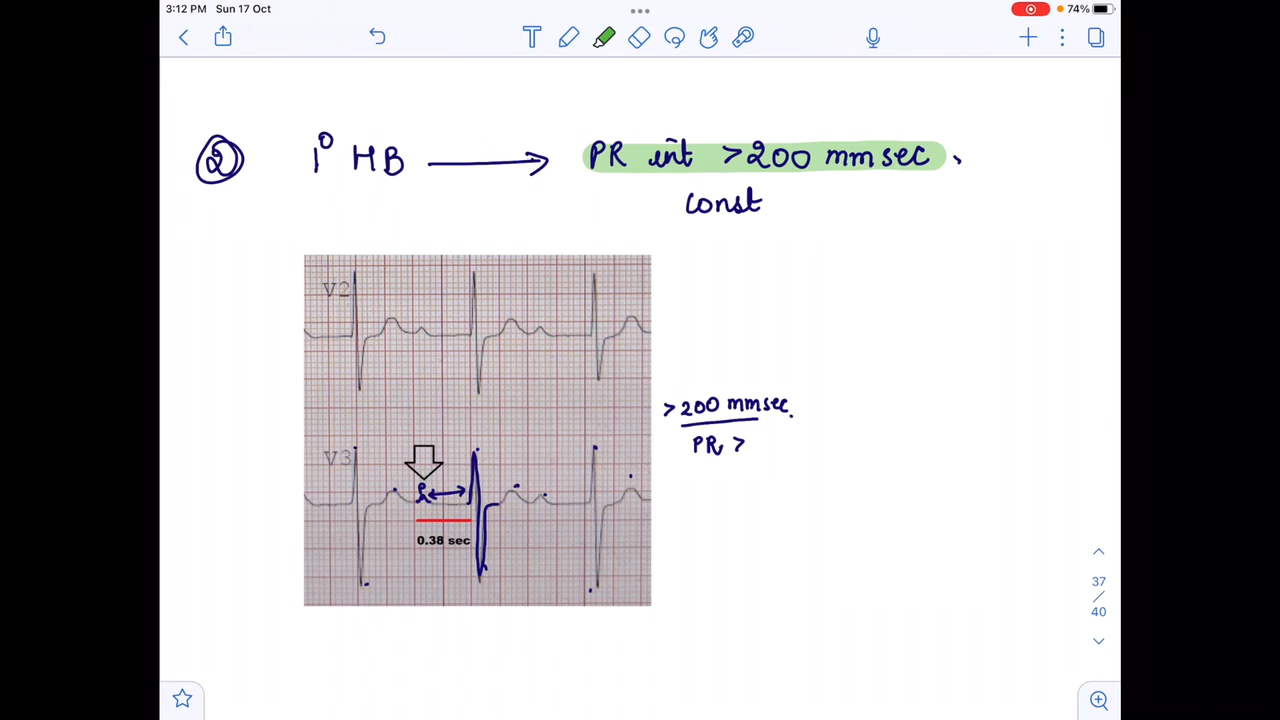 3:12 PM Sun 17 Oct
74%
2 1° HB → PR int >200 mmsec.
const
V2
>200 mmsec.
PR >
V3
0.38 sec
37
/
40